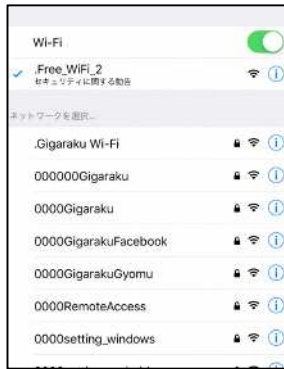 Wi-Fi
.Free_WiFi_2
セキュリティに関する勧告
ネットワークを選択...
.Gigaraku Wi-Fi
000000Gigaraku
0000Gigaraku
0000GigarakuFacebook
0000GigarakuGyomu
0000RemoteAccess
0000setting_windows